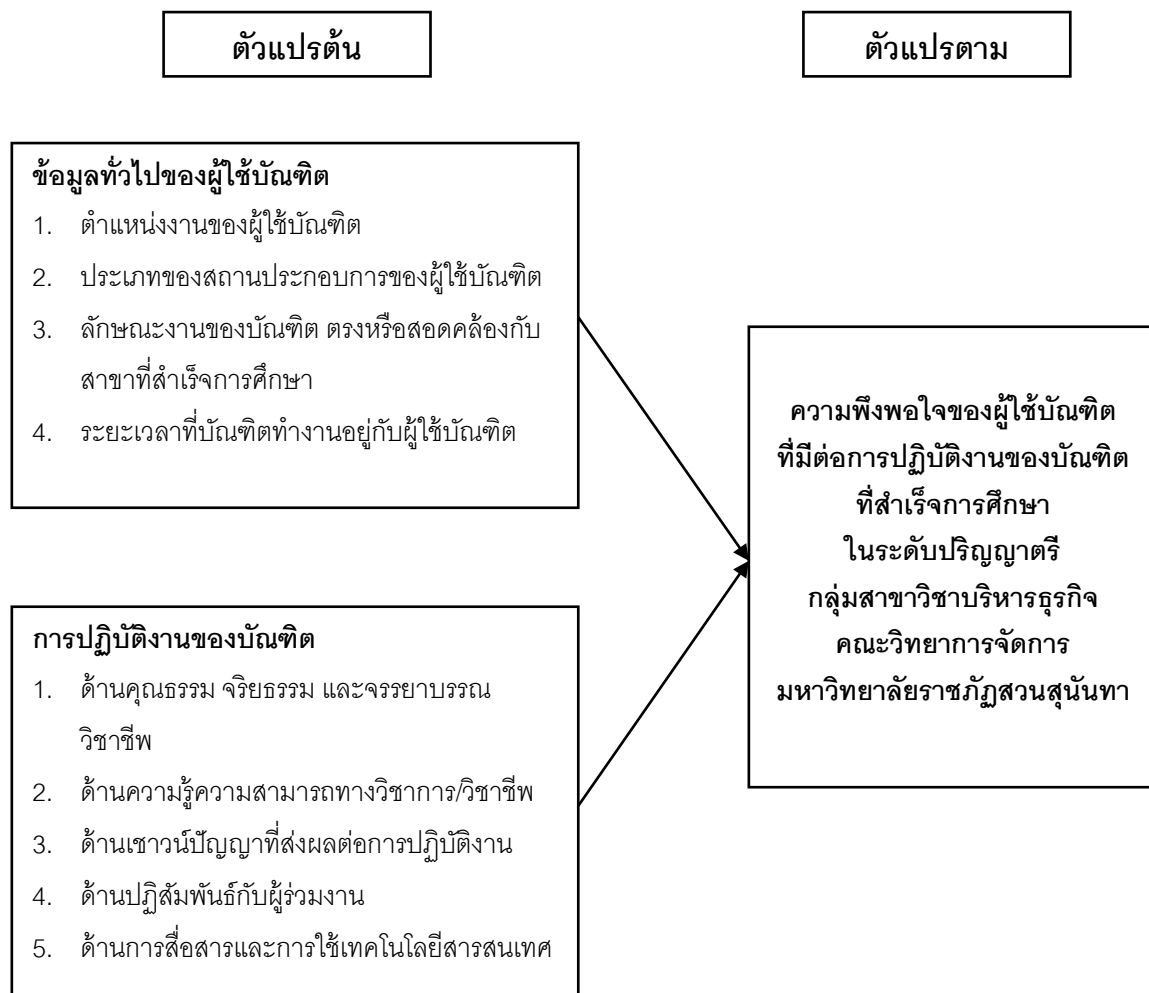 ตัวแปรต้น
ตัวแปรตาม
ข้อมูลทั่วไปของผู้ใช้บัณฑิต
1. ตำแหน่งงานของผู้ใช้บัณฑิต
2. ประเภทของสถานประกอบการของผู้ใช้บัณฑิต
3. ลักษณะงานของบัณฑิต ตรงหรือสอดคล้องกับ
สาขาที่สำเร็จการศึกษา
4. ระยะเวลาที่บัณฑิตทำงานอยู่กับผู้ใช้บัณฑิต
การปฏิบัติงานของบัณฑิต
1. ด้านคุณธรรม จริยธรรม และจรรยาบรรณ
วิชาชีพ
2. ด้านความรู้ความสามารถทางวิชาการ/วิชาชีพ
3. ด้านเชาวน์ปัญญาที่ส่งผลต่อการปฏิบัติงาน
4. ด้านปฏิสัมพันธ์กับผู้ร่วมงาน
5. ด้านการสื่อสารและการใช้เทคโนโลยีสารสนเทศ
ความพึงพอใจของผู้ใช้บัณฑิต
ที่มีต่อการปฏิบัติงานของบัณฑิต
ที่สำเร็จการศึกษา
ในระดับปริญญาตรี
กลุ่มสาขาวิชาบริหารธุรกิจ
คณะวิทยาการจัดการ
มหาวิทยาลัยราชภัฏสวนสุนันทา